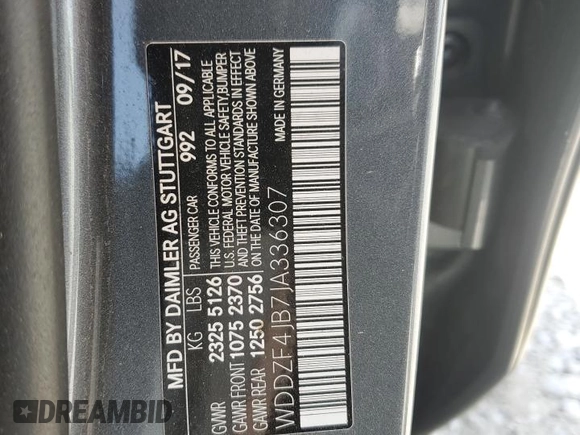 MFD BY DAIMLER AG STUTTGART
992 09/17
KG LBS PASSENGER CAR
GVWR 2325 5126
GAWR FRONT 1075 2370
GAWR REAR 1250 2756
THIS VEHICLE CONFORMS TO ALL APPLICABLE
U.S. FEDERAL MOTOR VEHICLE SAFETY, BUMPER
AND THEFT PREVENTION STANDARDS IN EFFECT
ON THE DATE OF MANUFACTURE SHOWN ABOVE
WDDZF4JB7JA336307
MADE IN GERMANY
DREAMBID